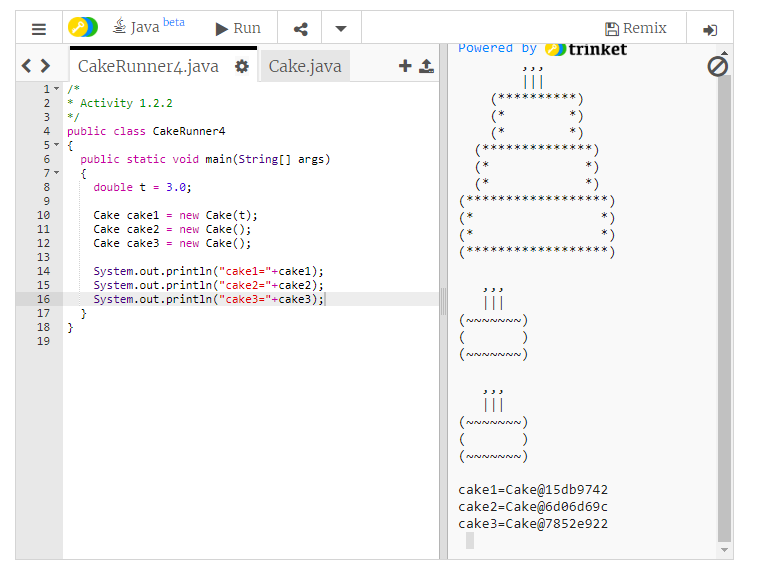 Java beta
Run
Remix
CakeRunner4.java
Cake.java
1 /*
2 * Activity 1.2.2
3 */
4 public class CakeRunner4
5 {
6   public static void main(String[] args)
7   {
8     double t = 3.0;
9
10     Cake cake1 = new Cake(t);
11     Cake cake2 = new Cake();
12     Cake cake3 = new Cake();
13
14     System.out.println("cake1="+cake1);
15     System.out.println("cake2="+cake2);
16     System.out.println("cake3="+cake3);
17   }
18 }
19
Powered by trinket
        ,,,
        |||
    (**********)
    (*        *)
    (*        *)
  (**************)
  (*            *)
  (*            *)
(******************)
(*                *)
(*                *)
(******************)
   ,,,
   |||
(~~~~~~~)
(       )
(~~~~~~~)
   ,,,
   |||
(~~~~~~~)
(       )
(~~~~~~~)
cake1=Cake@15db9742
cake2=Cake@6d06d69c
cake3=Cake@7852e922